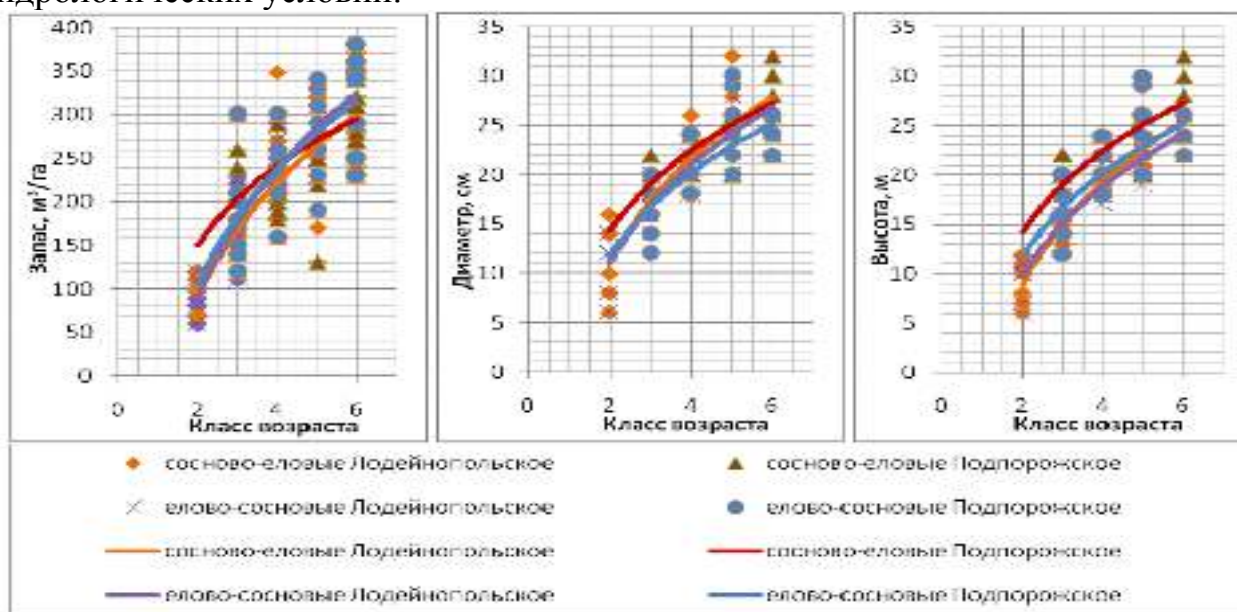 идрологических условий.
Запас, м³/га
400
350
300
250
200
150
100
50
0
0 2 4 6
Класс возраста
Диаметр, см
35
30
25
20
15
10
5
0
0 2 4 6
Класс возраста
Высота, м
35
30
25
20
15
10
5
0
0 2 4 6
Класс возраста
сосново-еловые Лодейнопольское
сосново-еловые Подпорожское
елово-сосновые Лодейнопольское
елово-сосновые Подпорожское
сосново-еловые Лодейнопольское
сосново-еловые Подпорожское
елово-сосновые Лодейнопольское
елово-сосновые Подпорожское